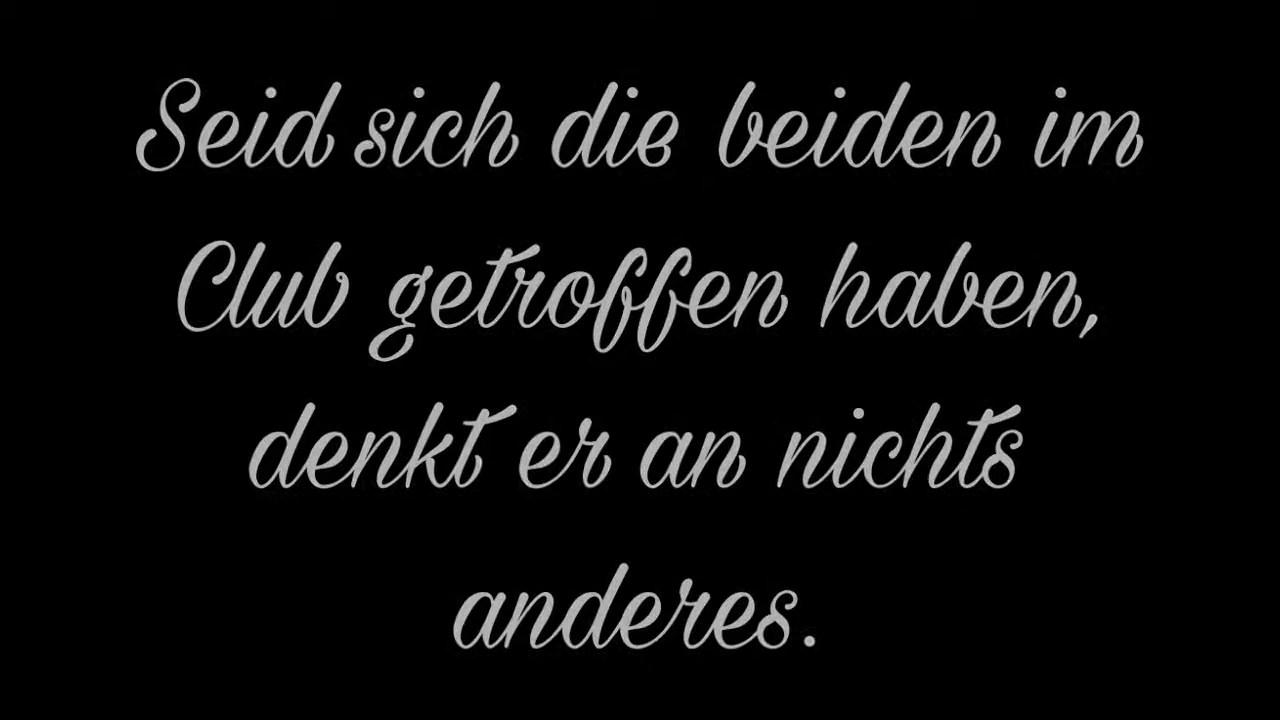 Seid sich die beiden im
Club getroffen haben,
denkt er an nichts
anderes.